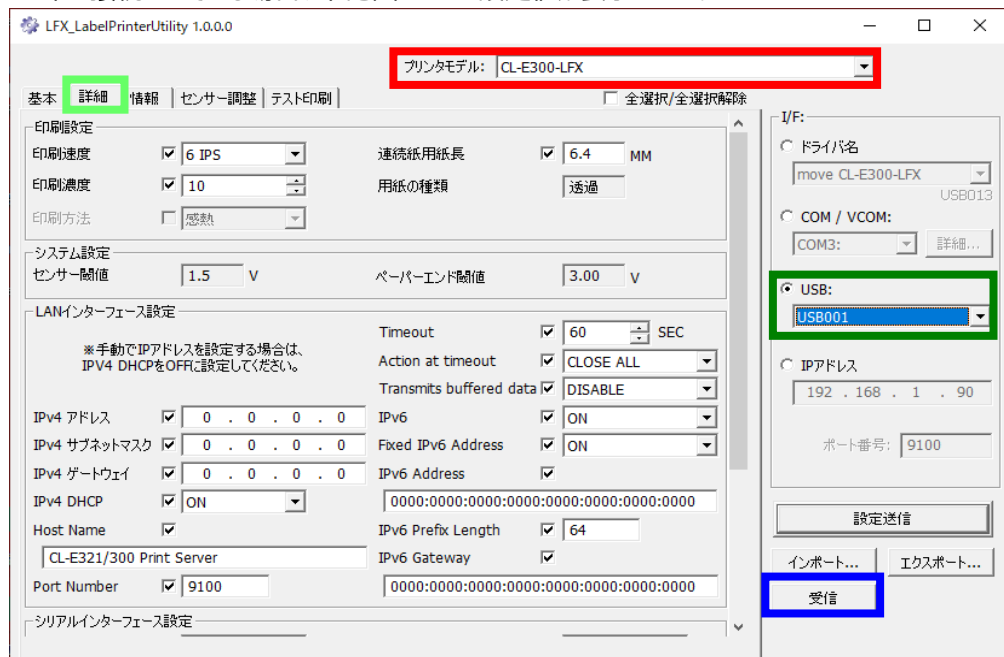 LFX_LabelPrinterUtility 1.0.0.0
プリンタモデル: CL-E300-LFX
基本 詳細 情報 センサー調整 テスト印刷
全選択/全選択解除
印刷設定
印刷速度 6 IPS 連続紙用紙長 6.4 MM
印刷濃度 10 用紙の種類 透過
印刷方法 感熱
システム設定
センサー閾値 1.5 V ペーパーエンド閾値 3.00 V
LANインターフェース設定
※手動でIPアドレスを設定する場合は、
IPV4 DHCPをOFFに設定してください。
Timeout 60 SEC
Action at timeout CLOSE ALL
Transmits buffered data DISABLE
IPv4 アドレス 0 . 0 . 0 . 0 IPv6 ON
IPv4 サブネットマスク 0 . 0 . 0 . 0 Fixed IPv6 Address ON
IPv4 ゲートウェイ 0 . 0 . 0 . 0 IPv6 Address
IPv4 DHCP ON 0000:0000:0000:0000:0000:0000:0000:0000
Host Name IPv6 Prefix Length 64
CL-E321/300 Print Server IPv6 Gateway
Port Number 9100 0000:0000:0000:0000:0000:0000:0000:0000
シリアルインターフェース設定
I/F:
ドライバ名
move CL-E300-LFX
USB013
COM / VCOM:
COM3: 詳細...
USB:
USB001
IPアドレス
192 . 168 . 1 . 90
ポート番号: 9100
設定送信
インポート... エクスポート...
受信